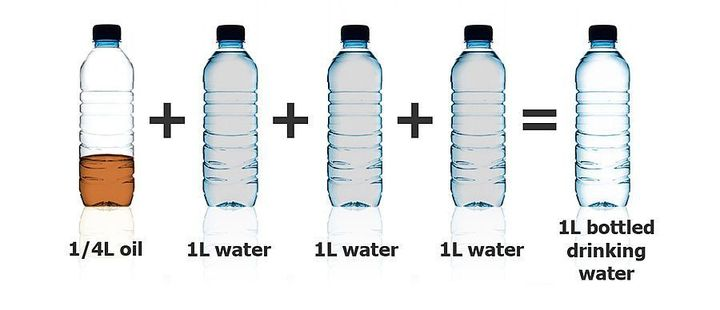 1/4L oil
1L water
1L water
1L water
1L bottled
drinking
water